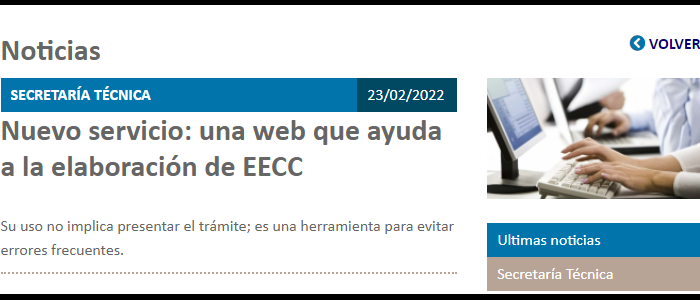 VOLVER
Noticias
SECRETARÍA TÉCNICA
23/02/2022
Nuevo servicio: una web que ayuda
a la elaboración de EECC
Su uso no implica presentar el trámite; es una herramienta para evitar
errores frecuentes.
Ultimas noticias
Secretaría Técnica